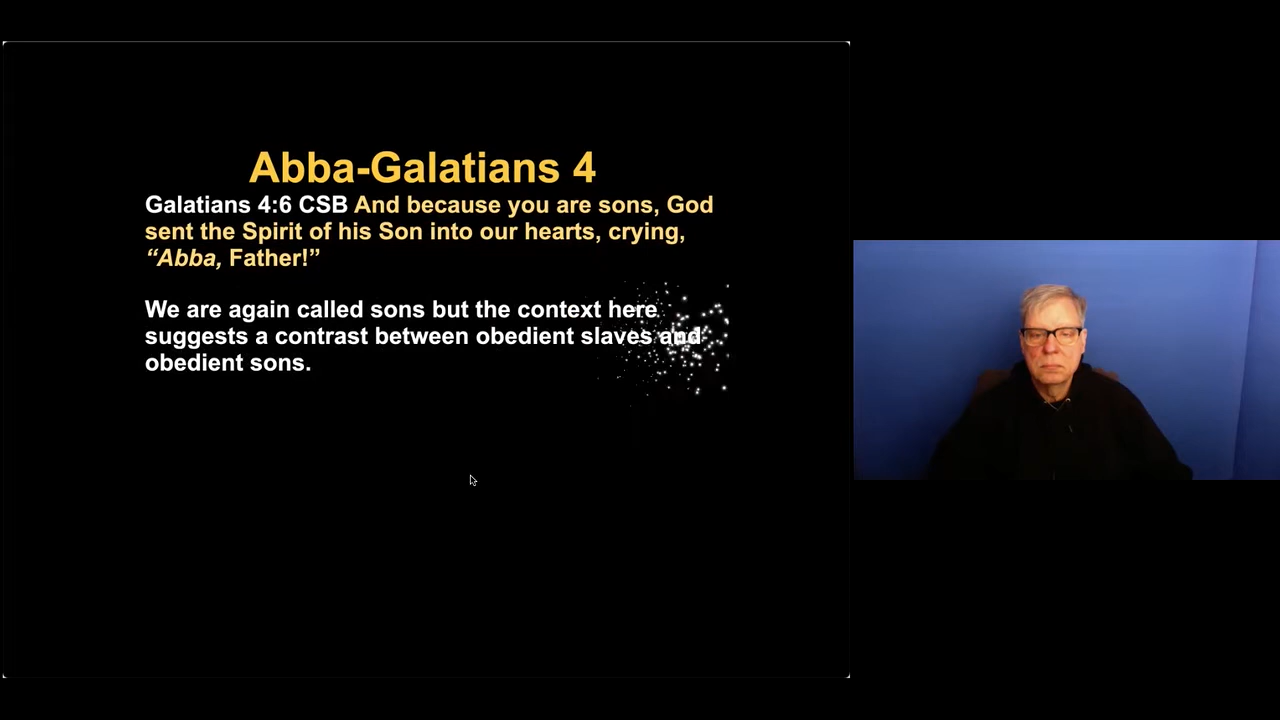 Abba-Galatians 4
Galatians 4:6 CSB And because you are sons, God
sent the Spirit of his Son into our hearts, crying,
“Abba, Father!”
We are again called sons but the context here
suggests a contrast between obedient slaves and
obedient sons.